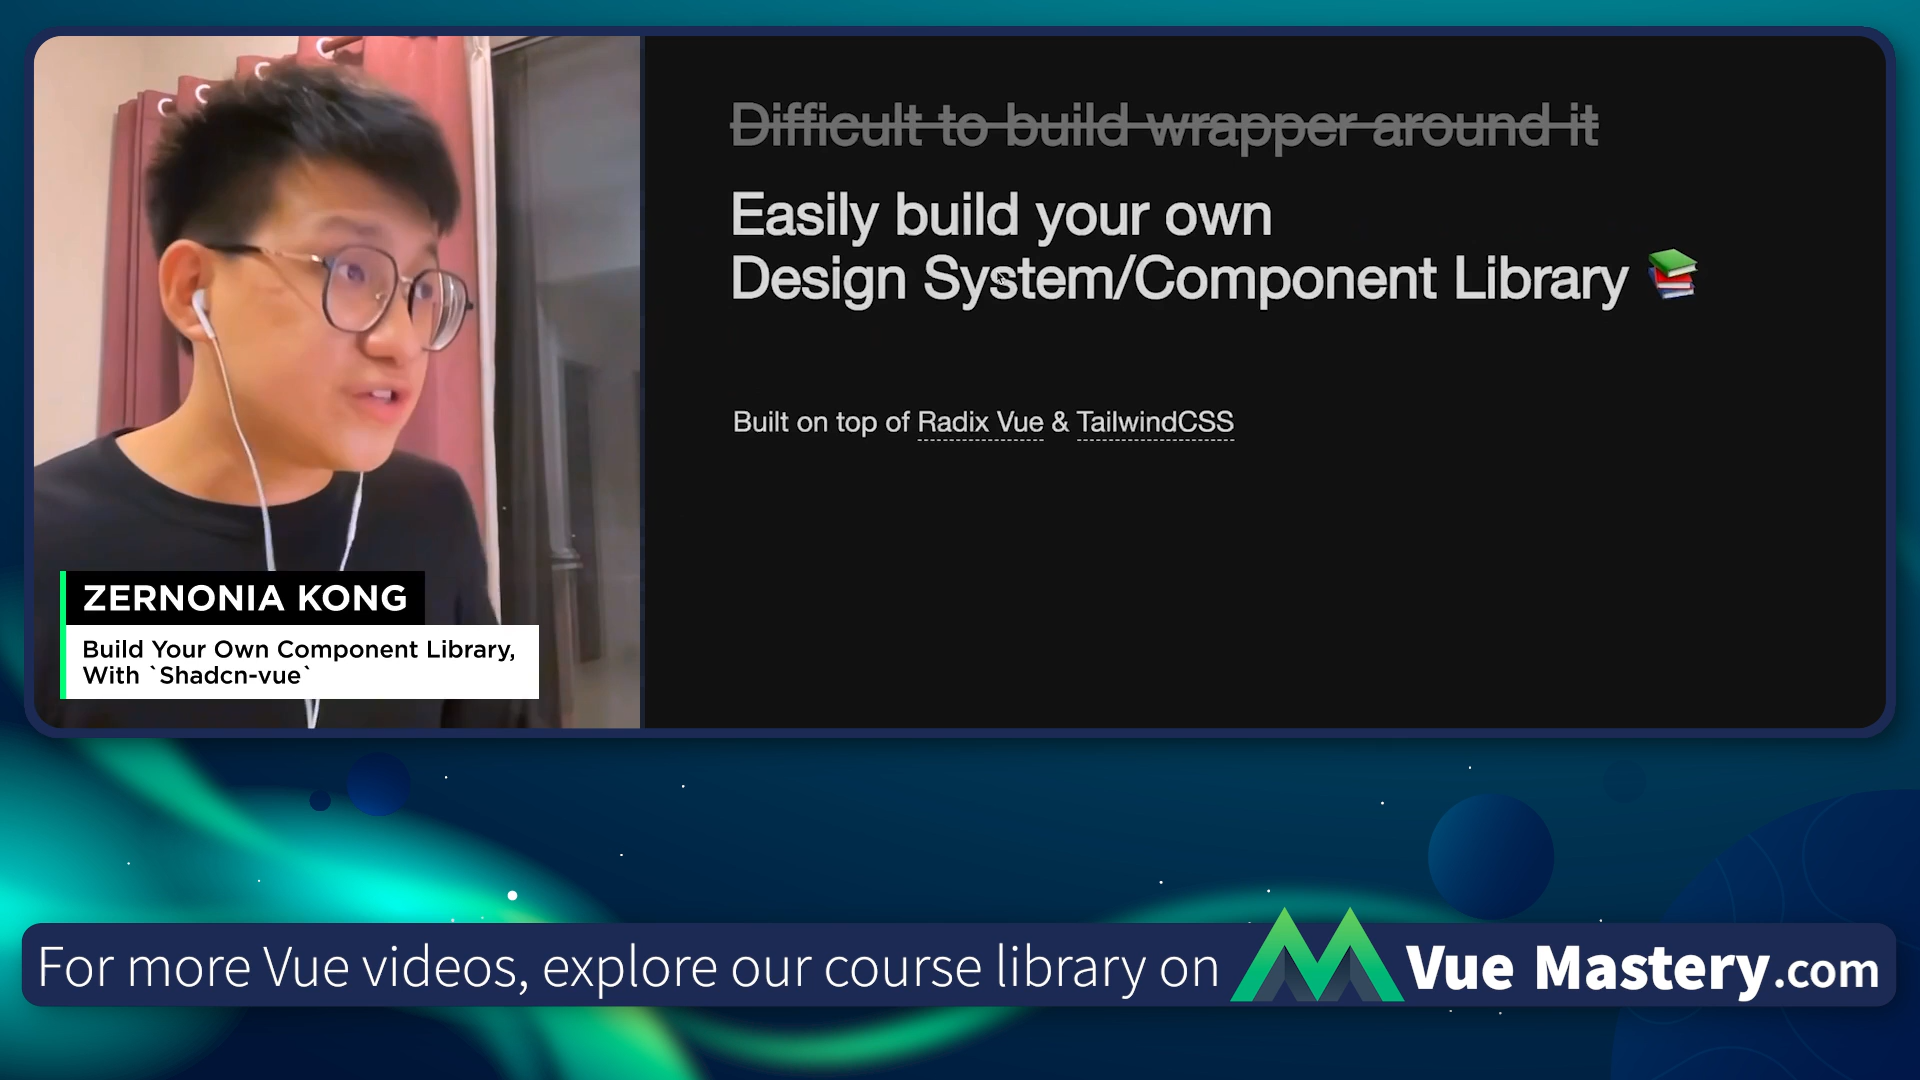 Difficult to build wrapper around it
Easily build your own
Design System/Component Library 📚
Built on top of Radix Vue & TailwindCSS
ZERNONIA KONG
Build Your Own Component Library,
With `Shadcn-vue`
For more Vue videos, explore our course library on Vue Mastery.com